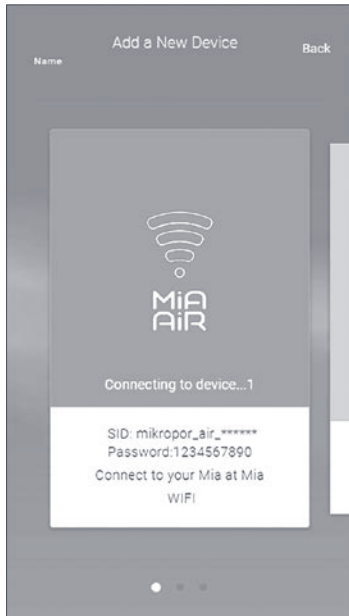 Add a New Device
Back
Name
MiA
AiR
Connecting to device...1
SID: mikropor_air_******
Password:1234567890
Connect to your Mia at Mia
WIFI